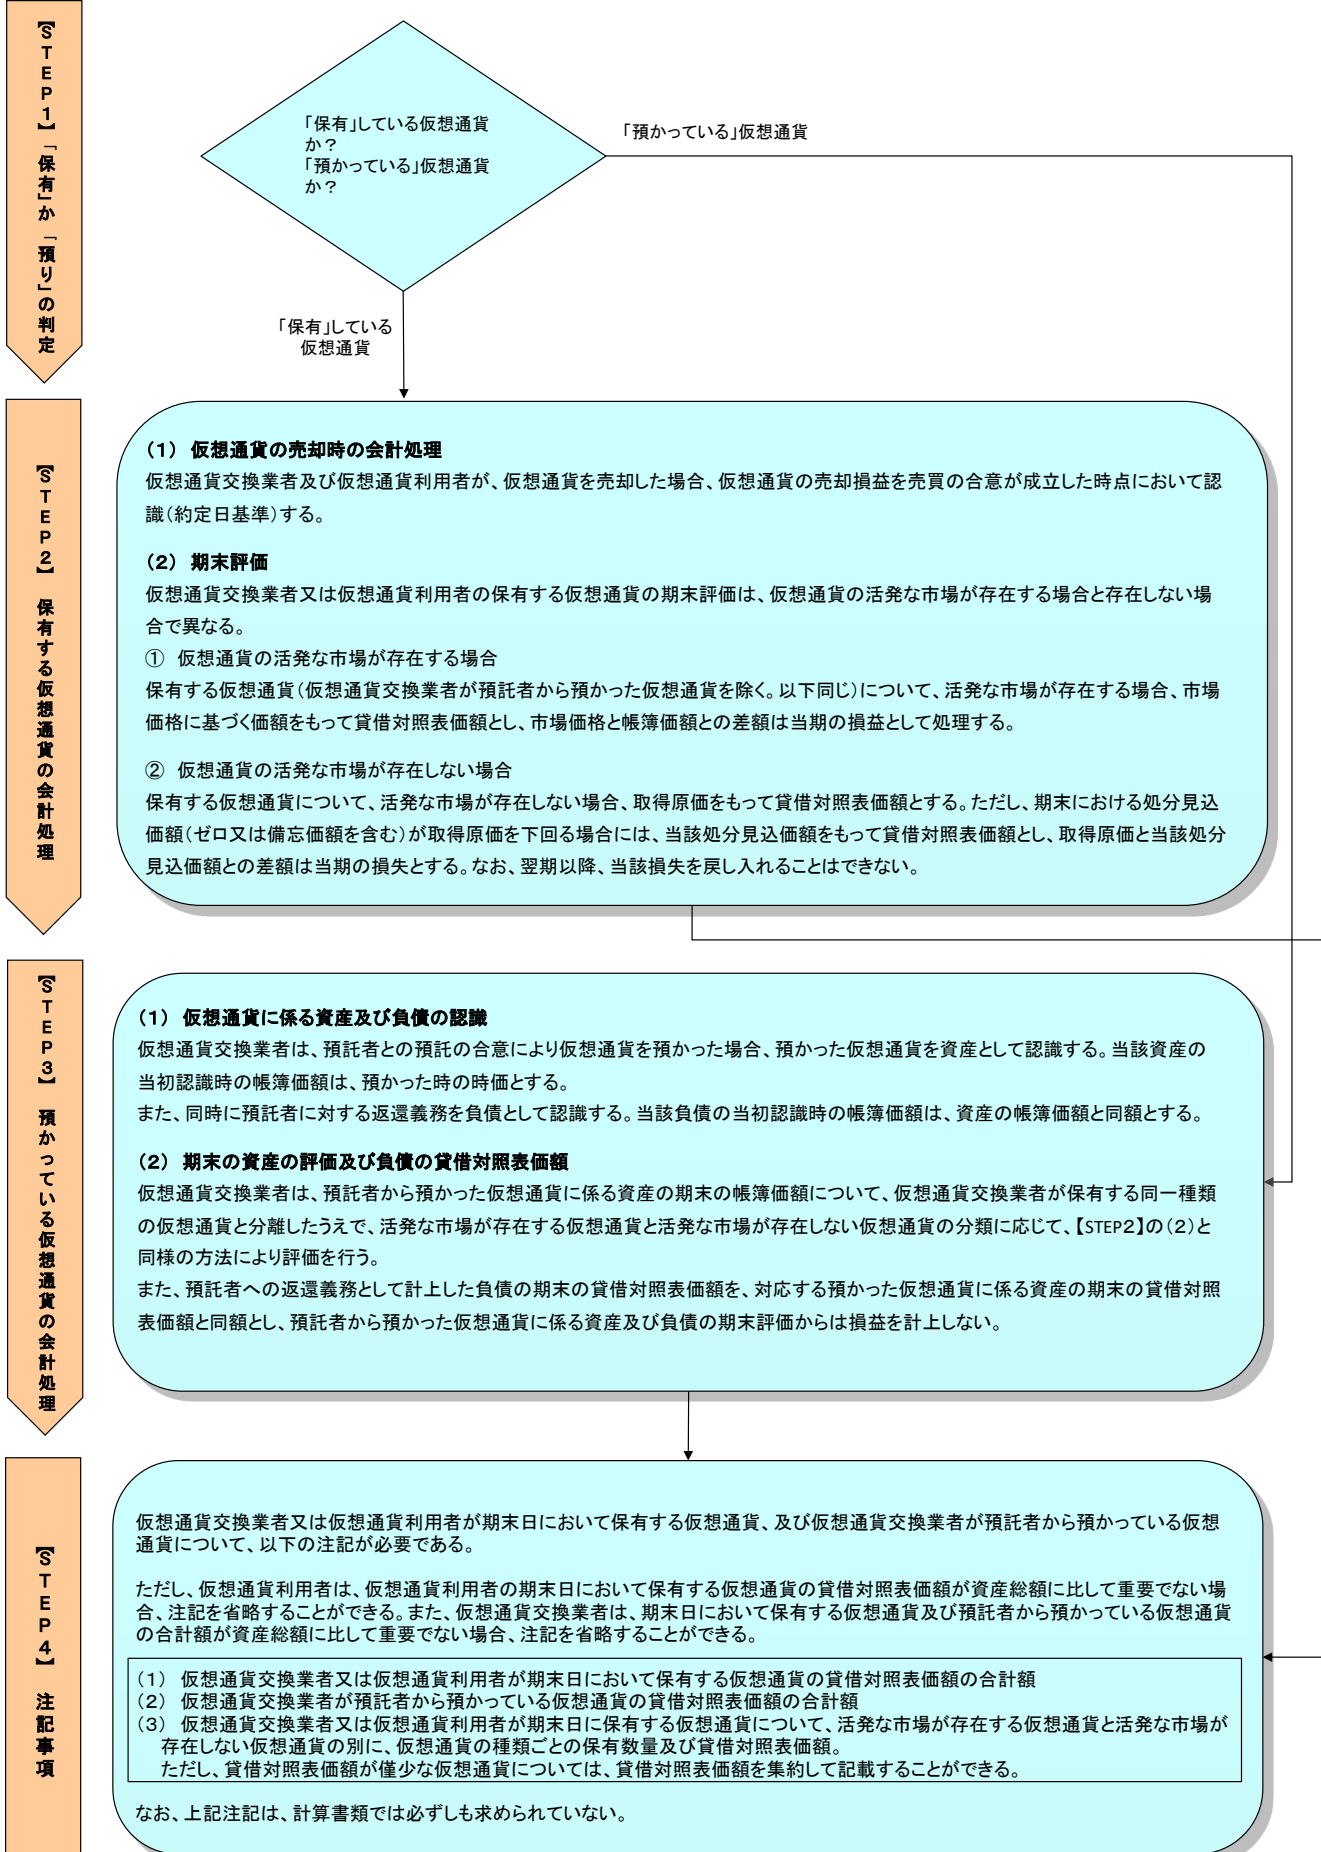 【STEP1】「保有」か「預り」の判定
「保有」している仮想通貨
か？
「預かっている」仮想通貨
か？
「預かっている」仮想通貨
「保有」している
仮想通貨
【STEP2】 保有する仮想通貨の会計処理
（１） 仮想通貨の売却時の会計処理
仮想通貨交換業者及び仮想通貨利用者が、仮想通貨を売却した場合、仮想通貨の売却損益を売買の合意が成立した時点において認
識（約定日基準）する。
（２） 期末評価
仮想通貨交換業者又は仮想通貨利用者の保有する仮想通貨の期末評価は、仮想通貨の活発な市場が存在する場合と存在しない場
合で異なる。
① 仮想通貨の活発な市場が存在する場合
保有する仮想通貨（仮想通貨交換業者が預託者から預かった仮想通貨を除く。以下同じ）について、活発な市場が存在する場合、市場
価格に基づく価額をもって貸借対照表価額とし、市場価格と帳簿価額との差額は当期の損益として処理する。
② 仮想通貨の活発な市場が存在しない場合
保有する仮想通貨について、活発な市場が存在しない場合、取得原価をもって貸借対照表価額とする。ただし、期末における処分見込
価額（ゼロ又は備忘価額を含む）が取得原価を下回る場合には、当該処分見込価額をもって貸借対照表価額とし、取得原価と当該処分
見込価額との差額は当期の損失とする。なお、翌期以降、当該損失を戻し入れることはできない。
【STEP3】 預かっている仮想通貨の会計処理
（１） 仮想通貨に係る資産及び負債の認識
仮想通貨交換業者は、預託者との預託の合意により仮想通貨を預かった場合、預かった仮想通貨を資産として認識する。当該資産の
当初認識時の帳簿価額は、預かった時の時価とする。
また、同時に預託者に対する返還義務を負債として認識する。当該負債の当初認識時の帳簿価額は、資産の帳簿価額と同額とする。
（２） 期末の資産の評価及び負債の貸借対照表価額
仮想通貨交換業者は、預託者から預かった仮想通貨に係る資産の期末の帳簿価額について、仮想通貨交換業者が保有する同一種類
の仮想通貨と分離したうえで、活発な市場が存在する仮想通貨と活発な市場が存在しない仮想通貨の分類に応じて、【STEP２】の（２）と
同様の方法により評価を行う。
また、預託者への返還義務として計上した負債の期末の貸借対照表価額を、対応する預かった仮想通貨に係る資産の期末の貸借対照
表価額と同額とし、預託者から預かった仮想通貨に係る資産及び負債の期末評価からは損益を計上しない。
【STEP4】 注記事項
仮想通貨交換業者又は仮想通貨利用者が期末日において保有する仮想通貨、及び仮想通貨交換業者が預託者から預かっている仮想
通貨について、以下の注記が必要である。
ただし、仮想通貨利用者は、仮想通貨利用者の期末日において保有する仮想通貨の貸借対照表価額が資産総額に比して重要でない場
合、注記を省略することができる。また、仮想通貨交換業者は、期末日において保有する仮想通貨及び預託者から預かっている仮想通貨
の合計額が資産総額に比して重要でない場合、注記を省略することができる。
（１） 仮想通貨交換業者又は仮想通貨利用者が期末日において保有する仮想通貨の貸借対照表価額の合計額
（２） 仮想通貨交換業者が預託者から預かっている仮想通貨の貸借対照表価額の合計額
（３） 仮想通貨交換業者又は仮想通貨利用者が期末日に保有する仮想通貨について、活発な市場が存在する仮想通貨と活発な市場が
存在しない仮想通貨の別に、仮想通貨の種類ごとの保有数量及び貸借対照表価額。
ただし、貸借対照表価額が僅少な仮想通貨については、貸借対照表価額を集約して記載することができる。
なお、上記注記は、計算書類では必ずしも求められていない。